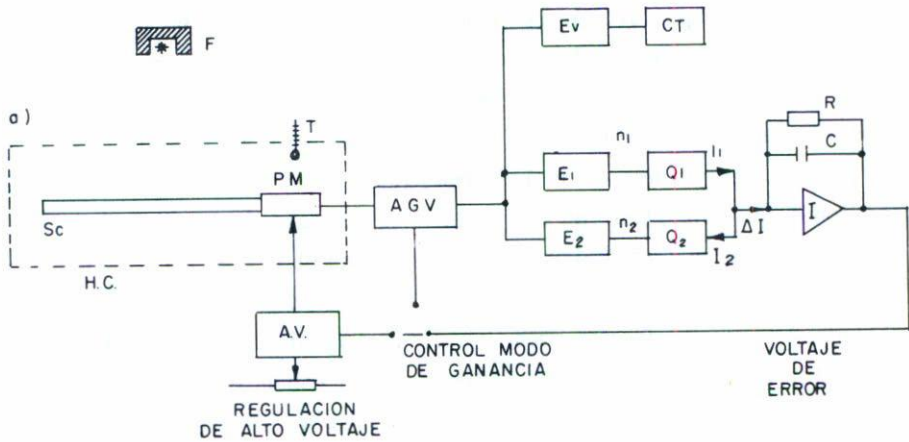 F
Ev
CT
a)
T
R
C
n1
I1
PM
AGV
E1
Q1
I
Sc
ΔI
E2
n2
Q2
I2
H.C.
A.V.
CONTROL MODO
DE GANANCIA
VOLTAJE
DE
ERROR
REGULACION
DE ALTO VOLTAJE